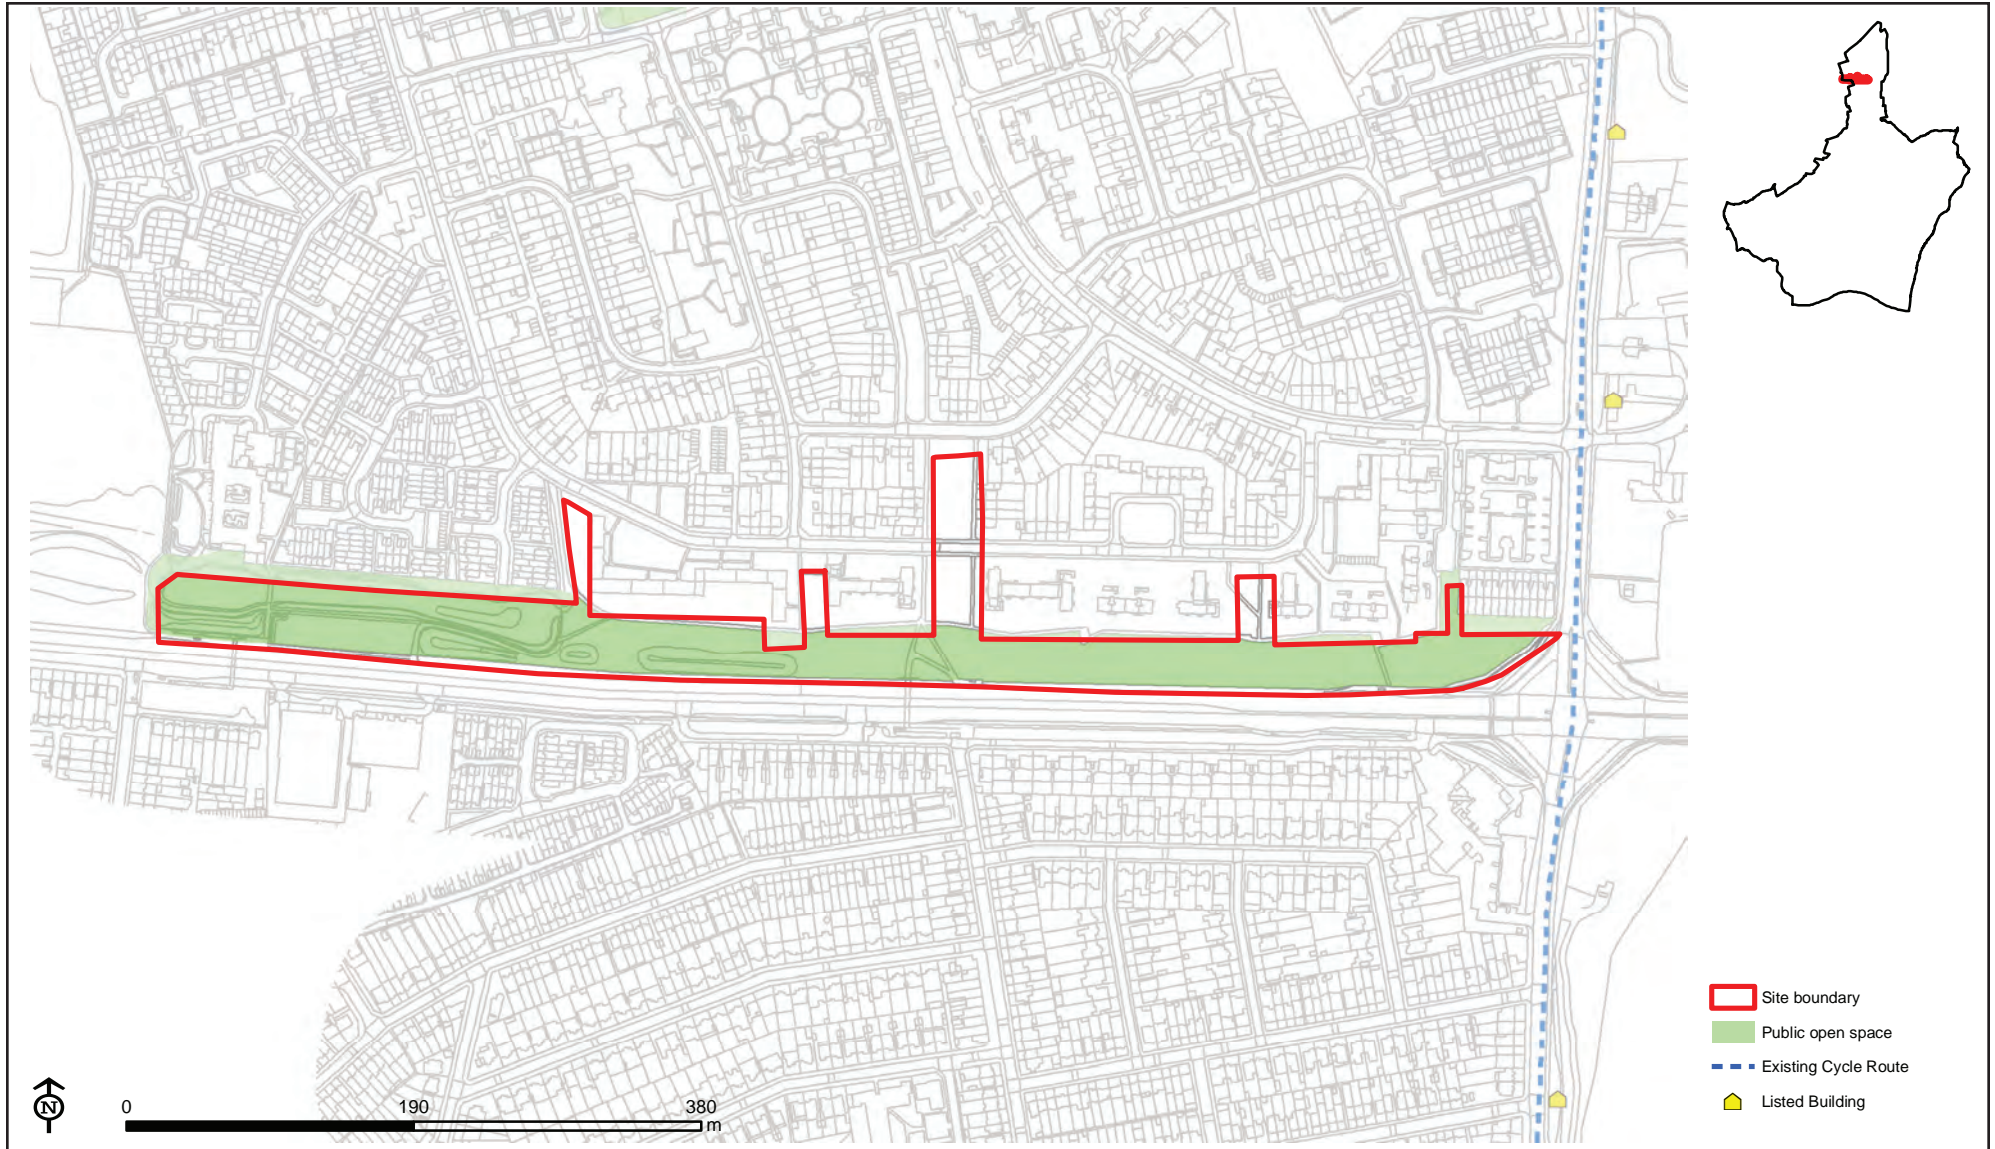 Site boundary
Public open space
Existing Cycle Route
Listed Building
N
0 190 380
m